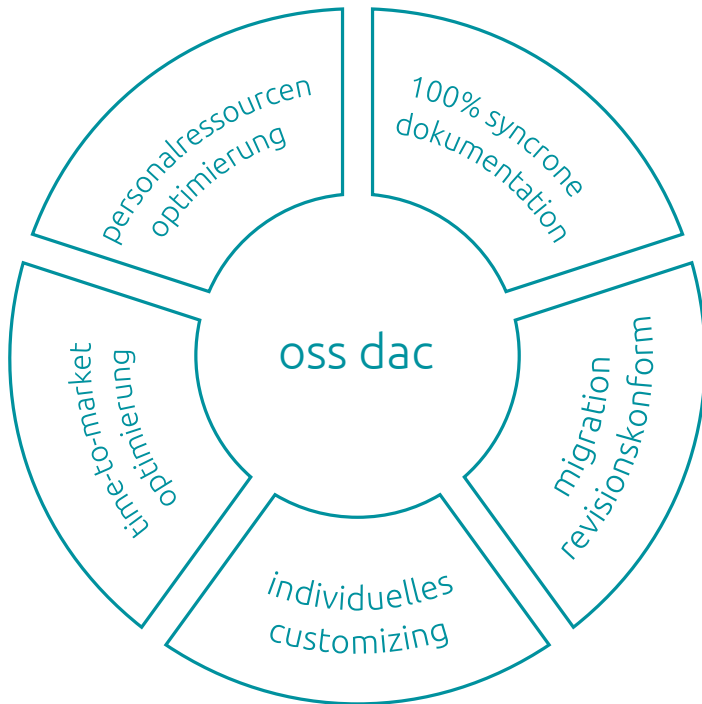 personalressourcen
optimierung
100% syncrone
dokumentation
oss dac
time-to-market
optimierung
migration
revisionskonform
individuelles
customizing